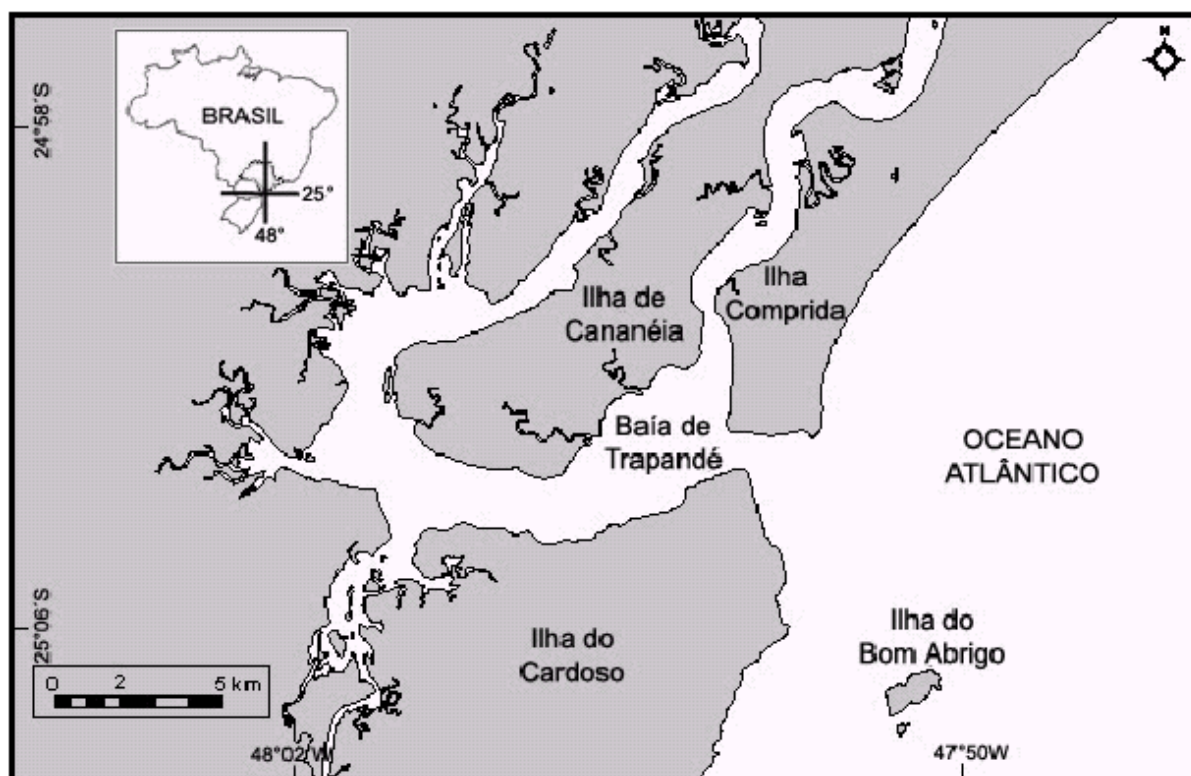 N
24°58´S
BRASIL
25°
48°
Ilha de
Cananéia
Ilha
Comprida
Baía de
Trapandé
OCEANO
ATLÂNTICO
25°06´S
Ilha do
Cardoso
Ilha do
Bom Abrigo
0 2 5 km
48°02 W
47°50W